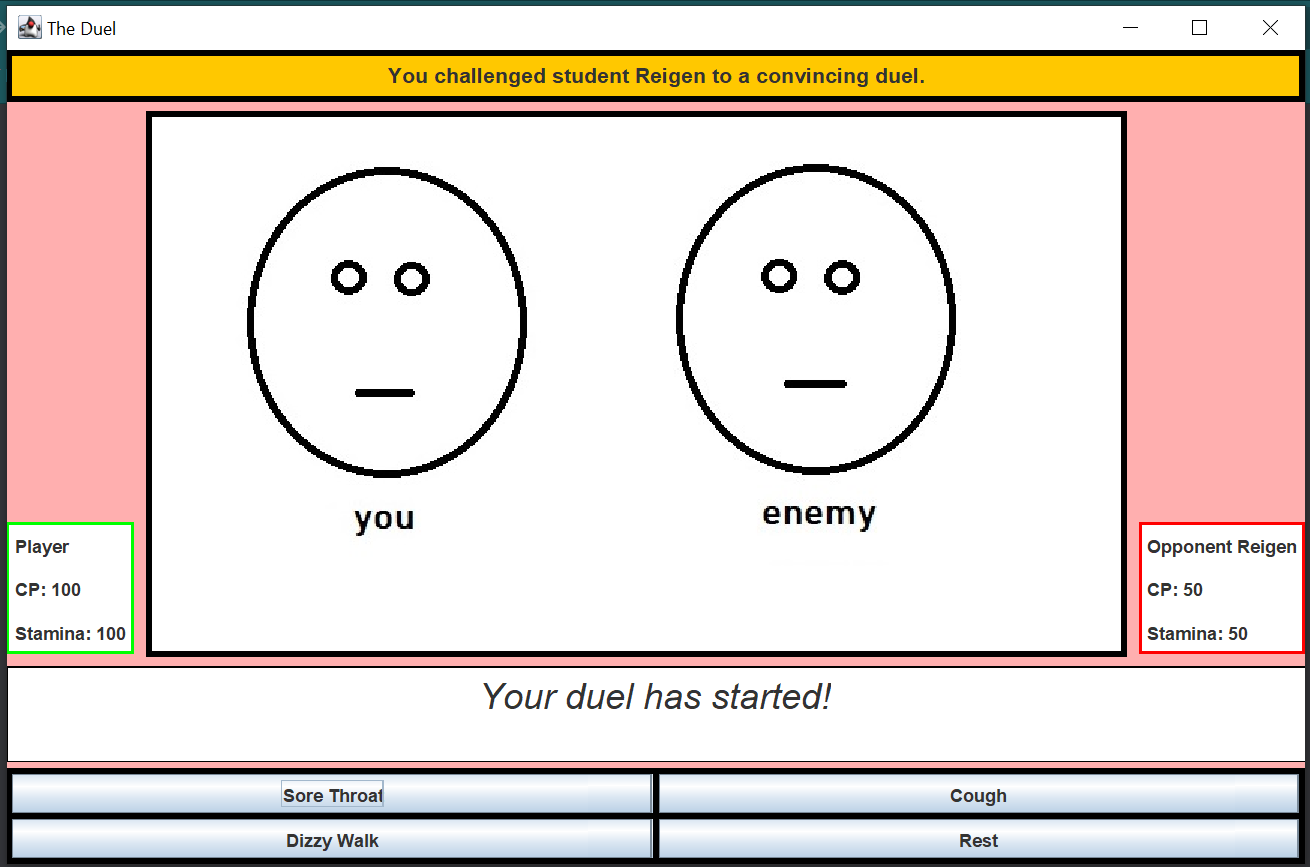 The Duel
You challenged student Reigen to a convincing duel.
you
enemy
Player
CP: 100
Stamina: 100
Opponent Reigen
CP: 50
Stamina: 50
Your duel has started!
Sore Throat
Cough
Dizzy Walk
Rest